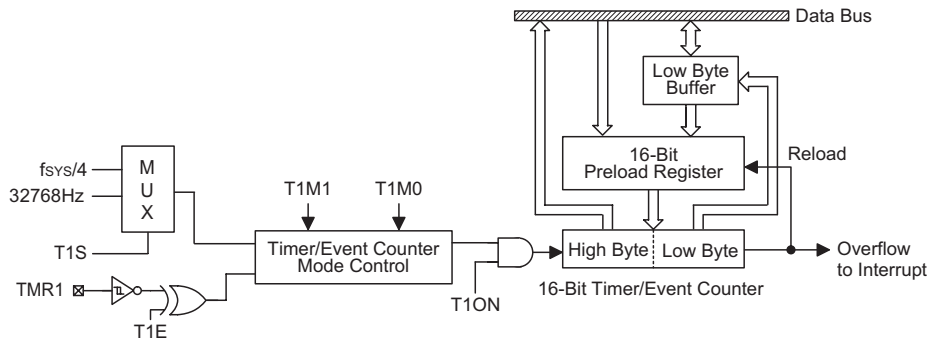 Data Bus
Low Byte
Buffer
16-Bit
Preload Register
Reload
fSYS/4
32768Hz
M
U
X
T1S
T1M1
T1M0
Timer/Event Counter
Mode Control
High Byte
Low Byte
Overflow
to Interrupt
16-Bit Timer/Event Counter
TMR1
T1E
T1ON